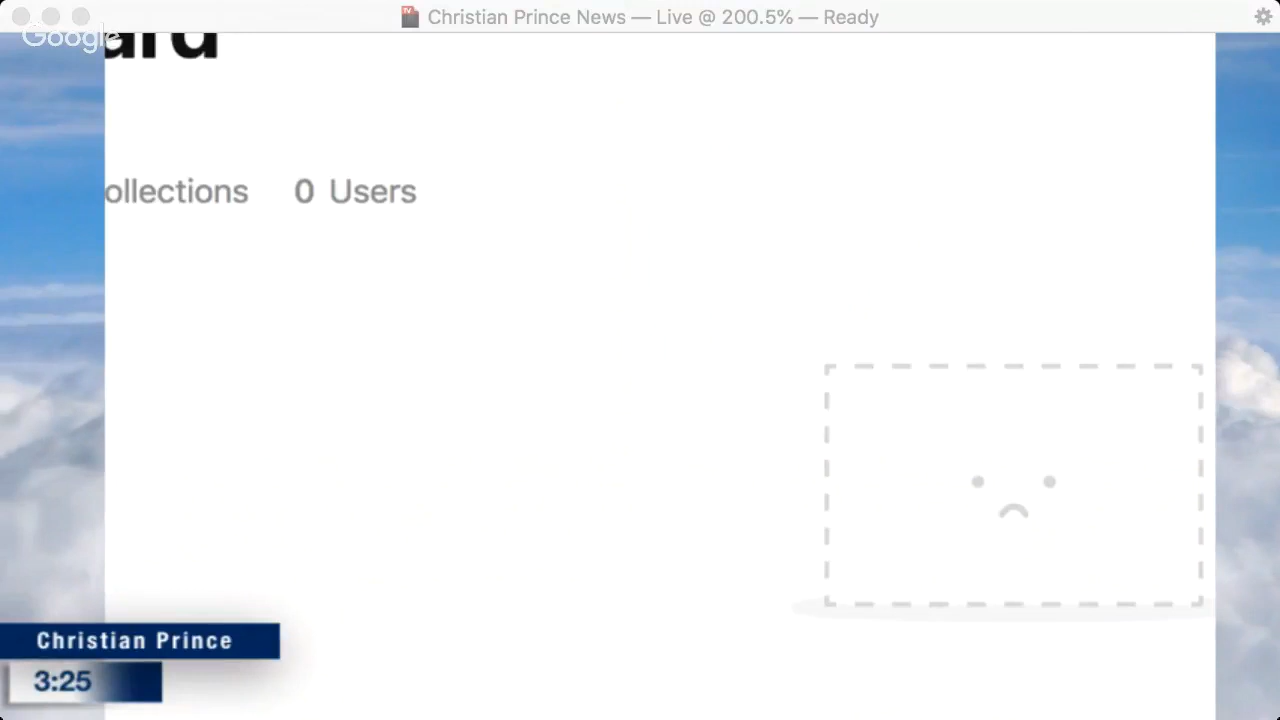 Christian Prince News — Live @ 200.5% — Ready
Google
ard
ollections 0 Users
Christian Prince
3:25